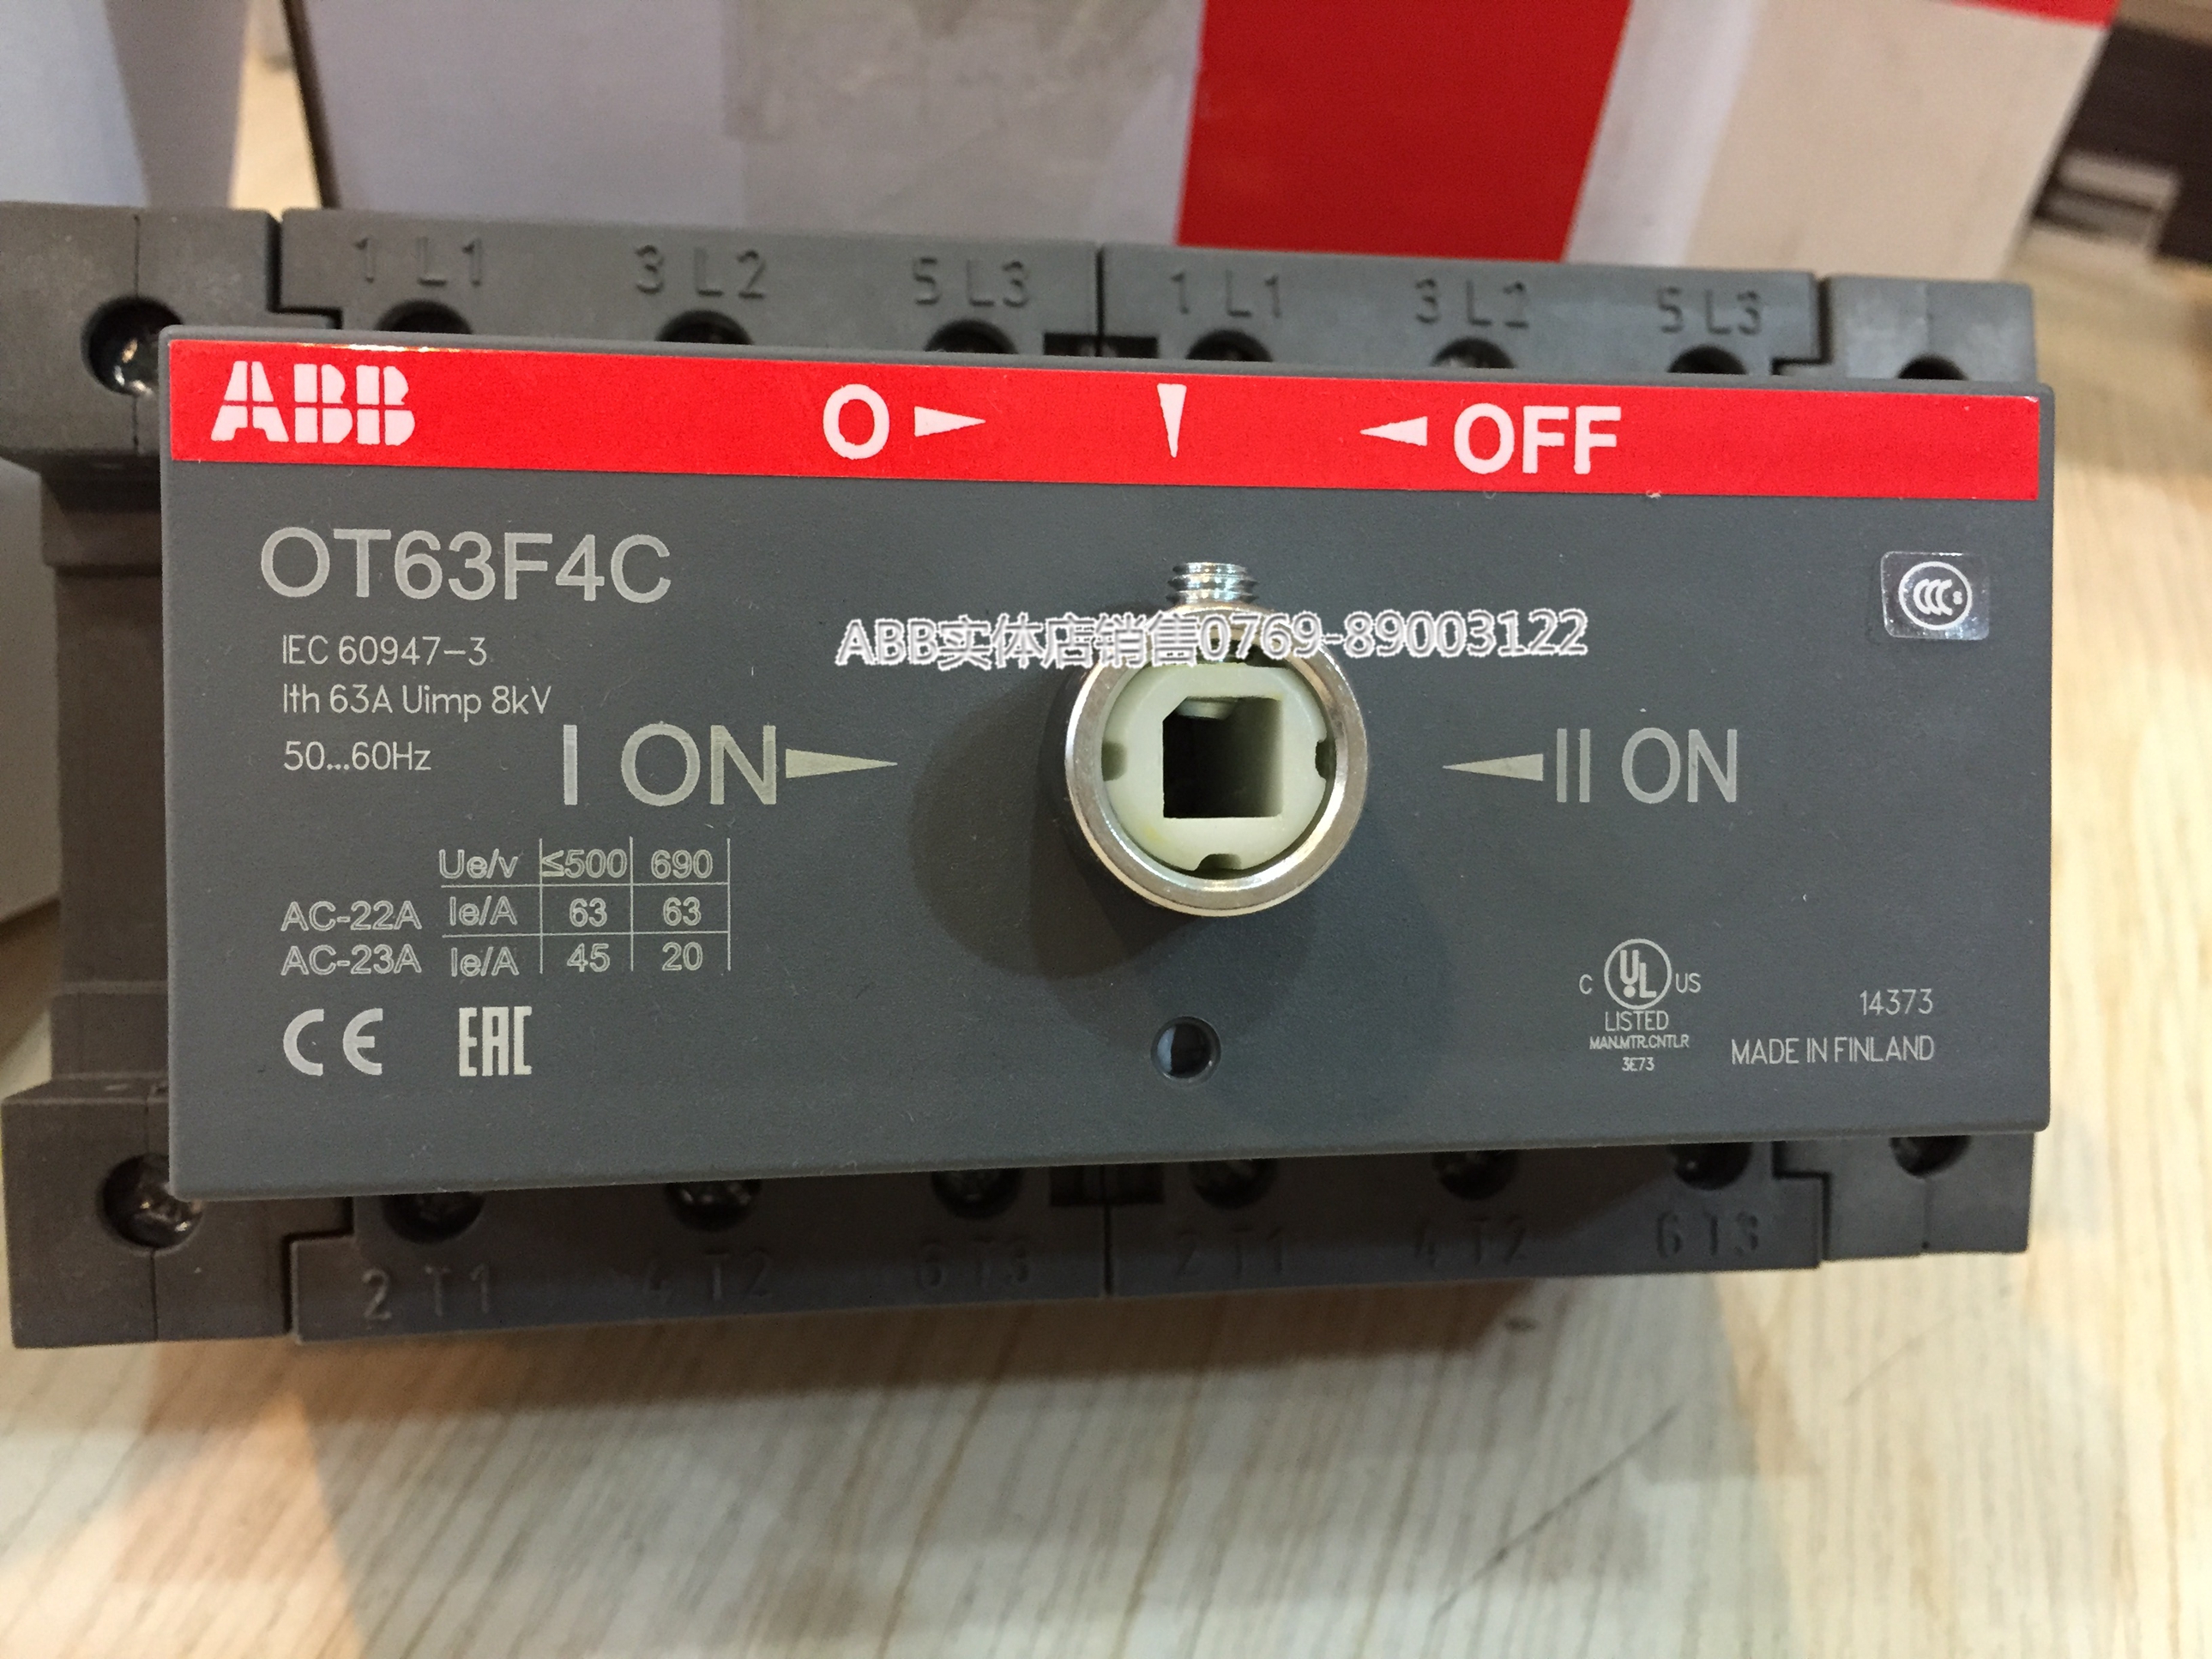 1 L1 3 L2 5 L3 1 L1 3 L2 5 L3
ABB O OFF
OT63F4C
IEC 60947-3
Ith 63A Uimp 8kV
50...60Hz
I ON II ON
ABB实体店销售0769-89003122
Ue/v ≤500 690
AC-22A Ie/A 63 63
AC-23A Ie/A 45 20
CE EAC
CCC S
C UL US
LISTED
MAN.MTR.CNTLR
3E73
14373
MADE IN FINLAND
2 T1 4 T2 6 T3 2 T1 4 T2 6 T3